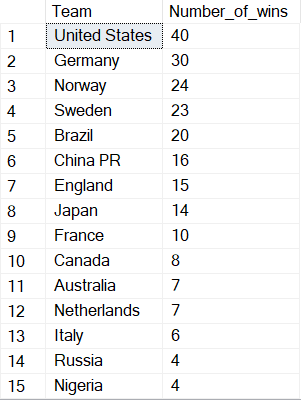 Team Number_of_wins
1 United States 40
2 Germany 30
3 Norway 24
4 Sweden 23
5 Brazil 20
6 China PR 16
7 England 15
8 Japan 14
9 France 10
10 Canada 8
11 Australia 7
12 Netherlands 7
13 Italy 6
14 Russia 4
15 Nigeria 4